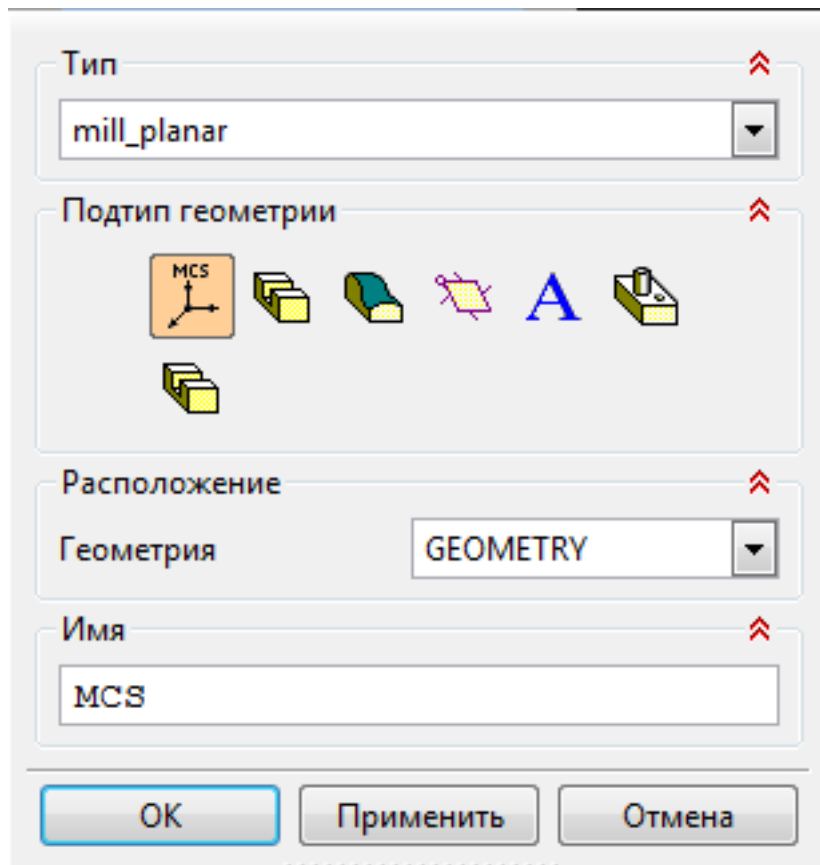 Тип
mill_planar
Подтип геометрии
MCS
A
Расположение
Геометрия GEOMETRY
Имя
MCS
OK Применить Отмена